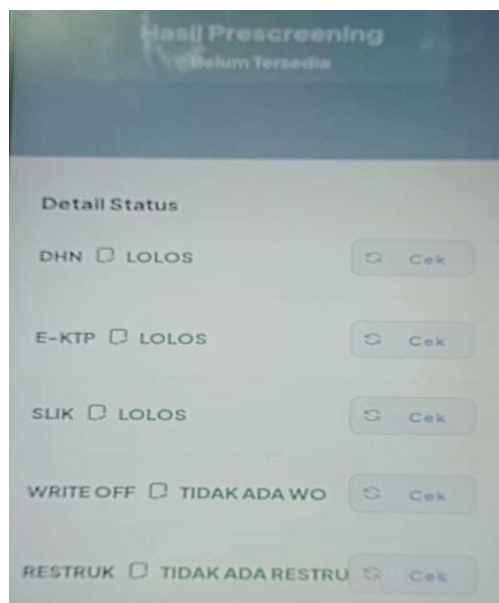 Hasil Prescreening
Belum Tersedia
Detail Status
DHN LOLOS Cek
E-KTP LOLOS Cek
SLIK LOLOS Cek
WRITE OFF TIDAK ADA WO Cek
RESTRUK TIDAK ADA RESTRU Cek